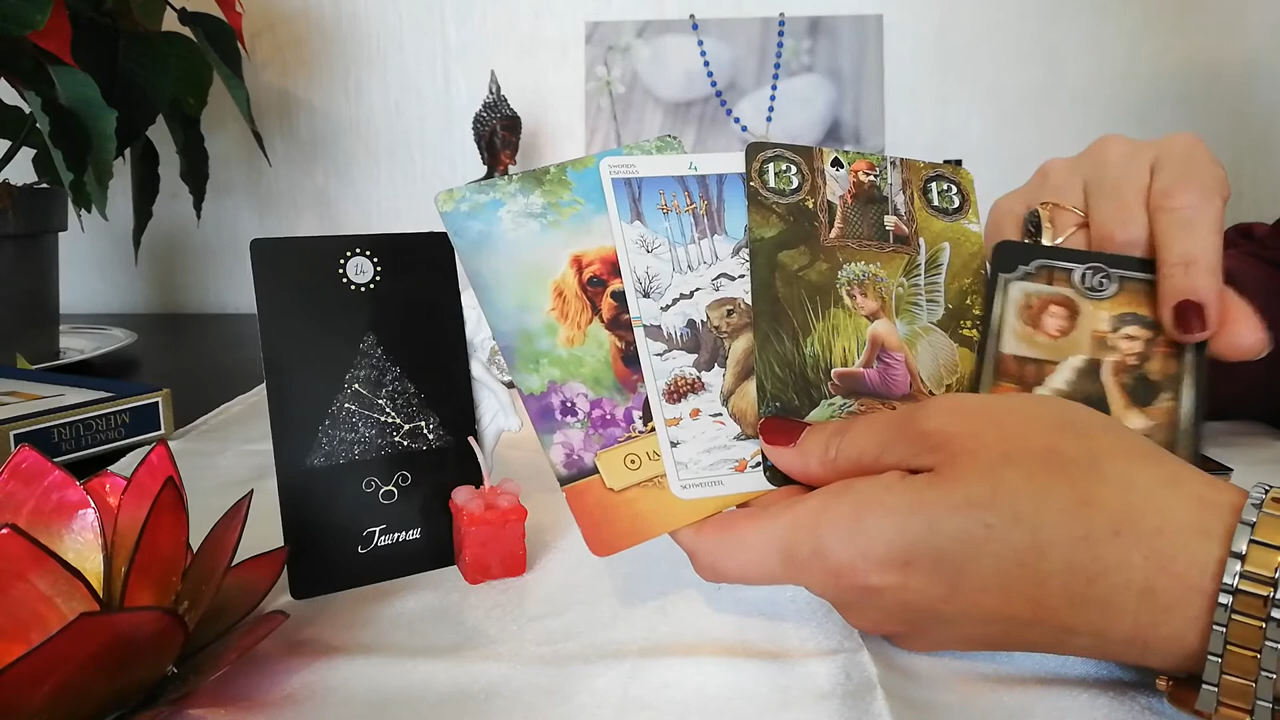 14
Taureau
SWORDS
ESPADAS
4
SCHWERTER
13
13
16
ORACLE DE
MERCURE